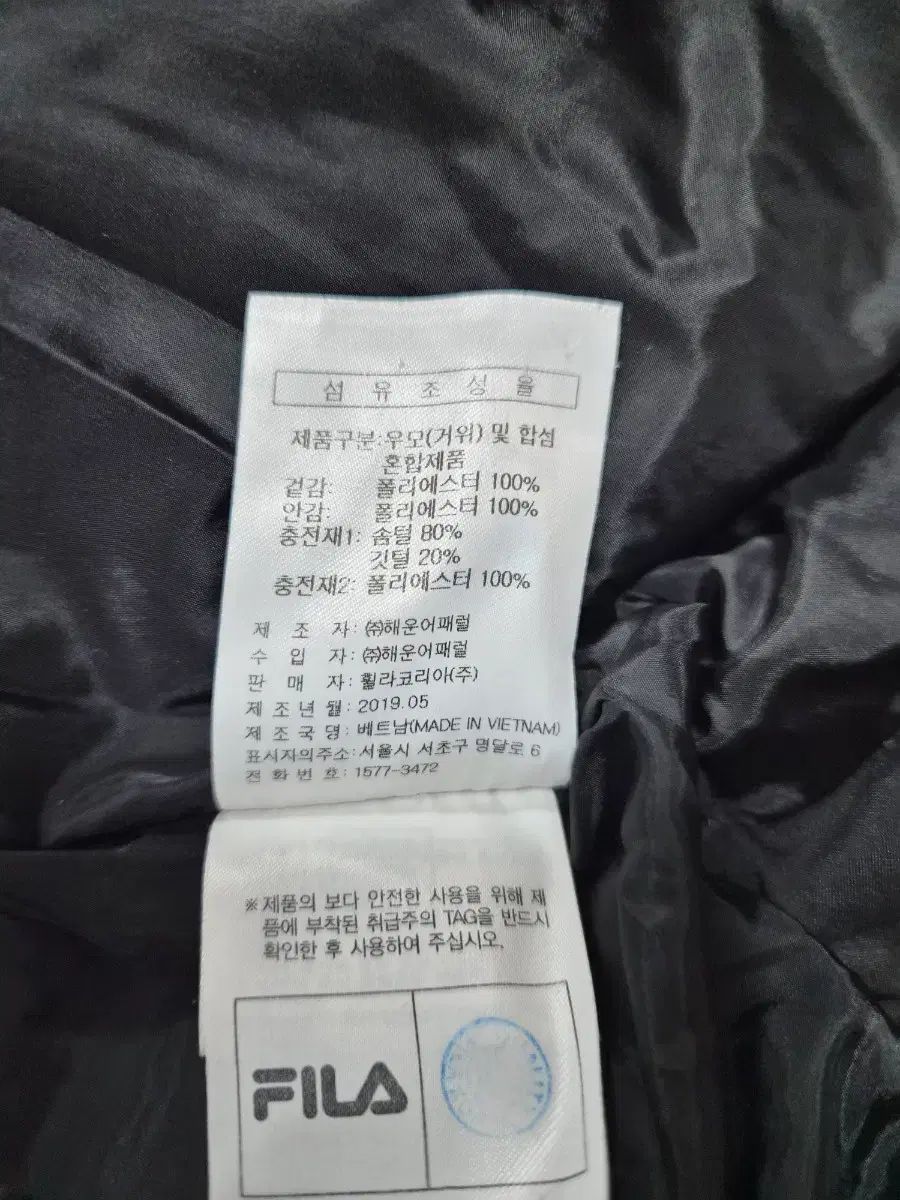 섬 유 조 성 율
제품구분:우모(거위) 및 합섬
혼합제품
겉감: 폴리에스터 100%
안감: 폴리에스터 100%
충전재1: 솜털 80%
깃털 20%
충전재2: 폴리에스터 100%
제 조 자: ㈜해운어패럴
수 입 자: ㈜해운어패럴
판 매 자: 휠라코리아(주)
제 조 년 월: 2019.05
제 조 국 명: 베트남(MADE IN VIETNAM)
표시자의주소: 서울시 서초구 명달로 6
전 화 번 호: 1577-3472
※제품의 보다 안전한 사용을 위해 제
품에 부착된 취급주의 TAG을 반드시
확인한 후 사용하여 주십시오.
FILA